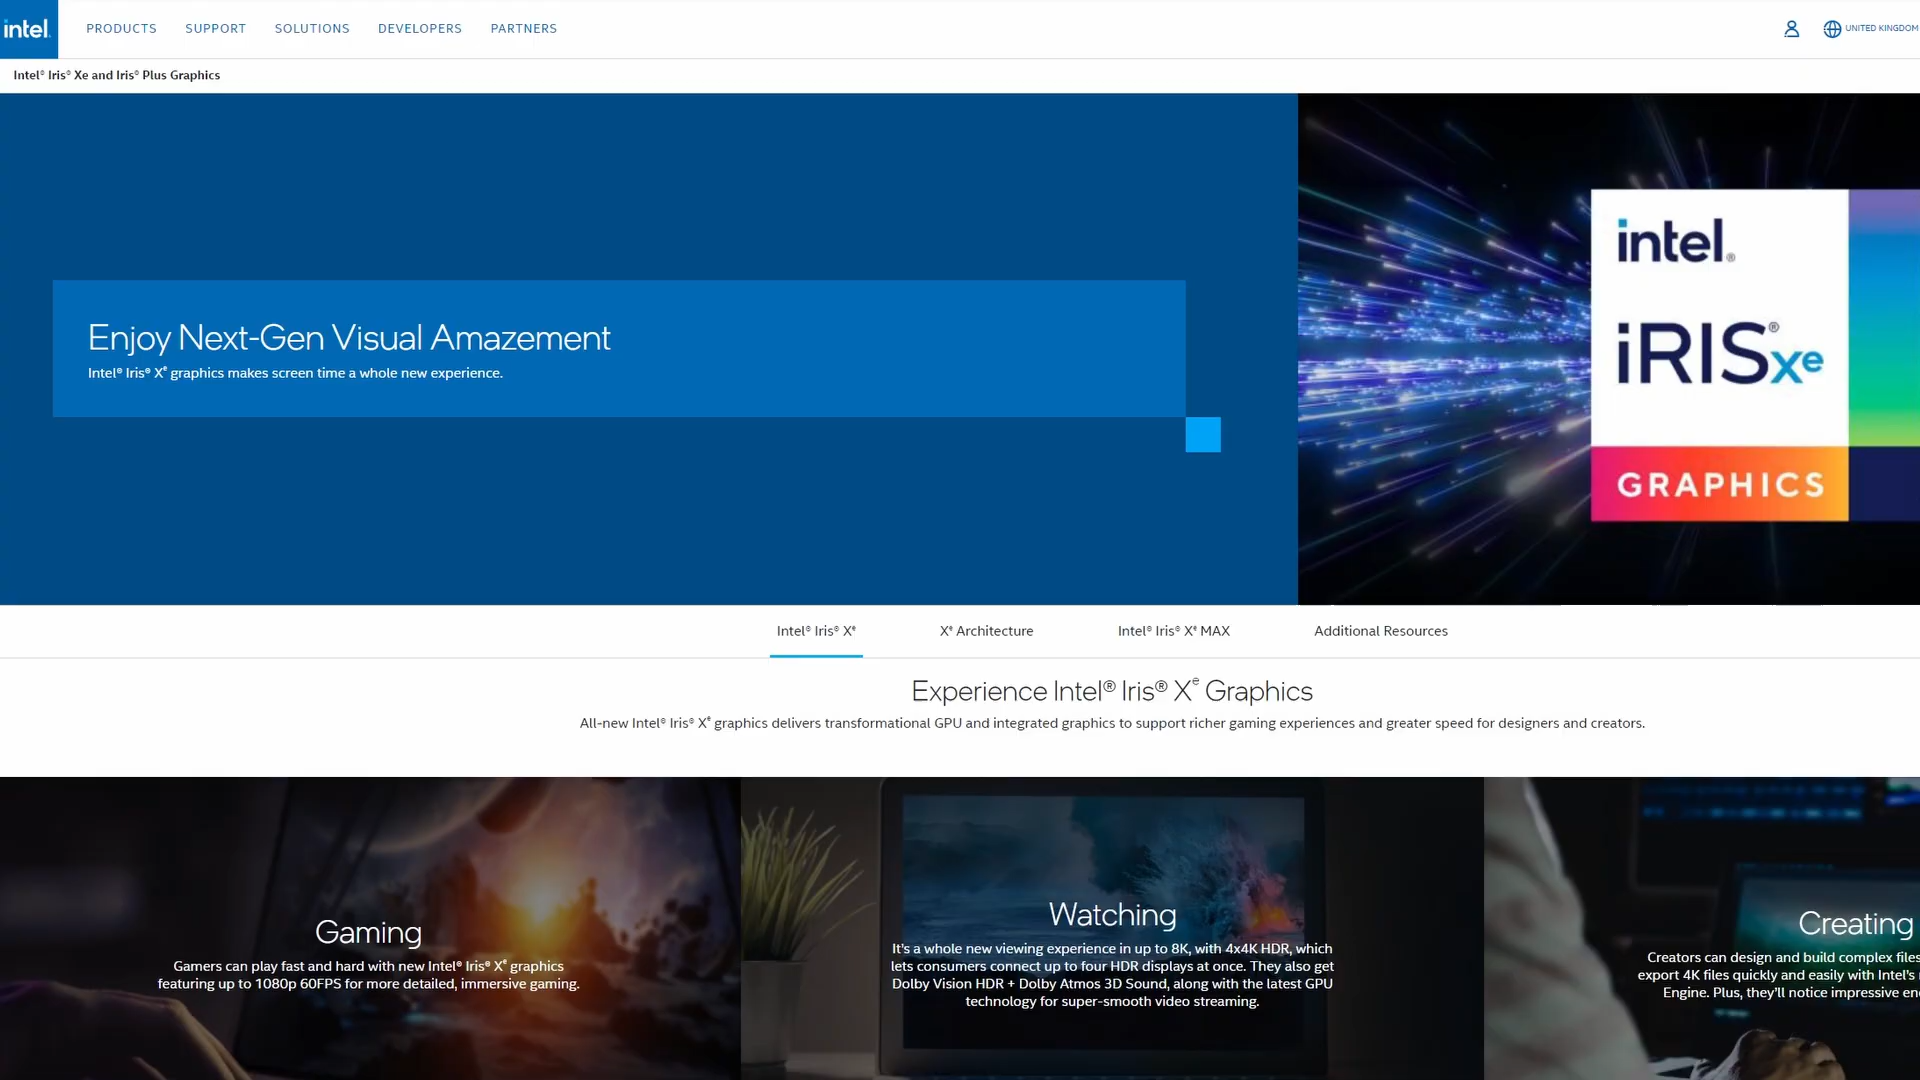 intel.
PRODUCTS SUPPORT SOLUTIONS DEVELOPERS PARTNERS
UNITED KINGDOM
Intel® Iris® Xe and Iris® Plus Graphics
Enjoy Next-Gen Visual Amazement
Intel® Iris® Xe graphics makes screen time a whole new experience.
intel®
iRIS® xe
GRAPHICS
Intel® Iris® Xe Xe Architecture Intel® Iris® Xe MAX Additional Resources
Experience Intel® Iris® Xe Graphics
All-new Intel® Iris® Xe graphics delivers transformational GPU and integrated graphics to support richer gaming experiences and greater speed for designers and creators.
Gaming
Gamers can play fast and hard with new Intel® Iris® Xe graphics
featuring up to 1080p 60FPS for more detailed, immersive gaming.
Watching
It's a whole new viewing experience in up to 8K, with 4x4K HDR, which
lets consumers connect up to four HDR displays at once. They also get
Dolby Vision HDR + Dolby Atmos 3D Sound, along with the latest GPU
technology for super-smooth video streaming.
Creating
Creators can design and build complex files
export 4K files quickly and easily with Intel's
Engine. Plus, they'll notice impressive